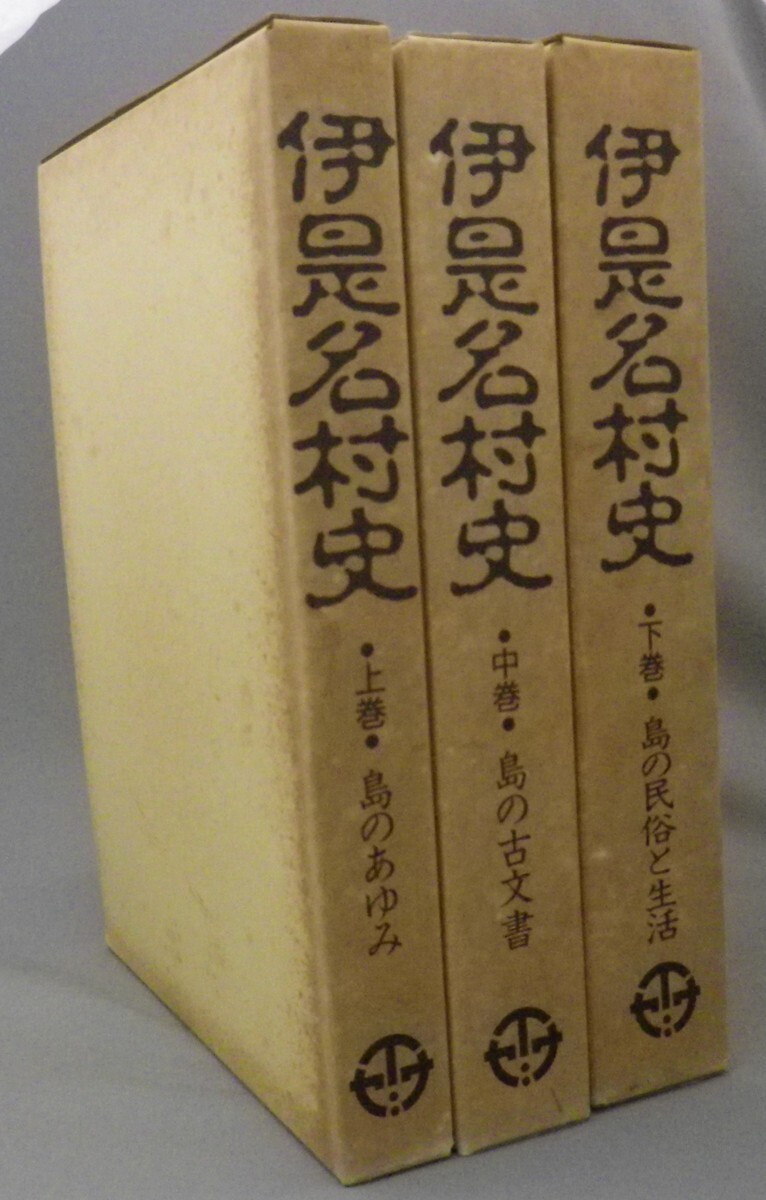 伊是名村史
・上巻・島のあゆみ
伊是名村史
・中巻・島の古文書
伊是名村史
・下巻・島の民俗と生活